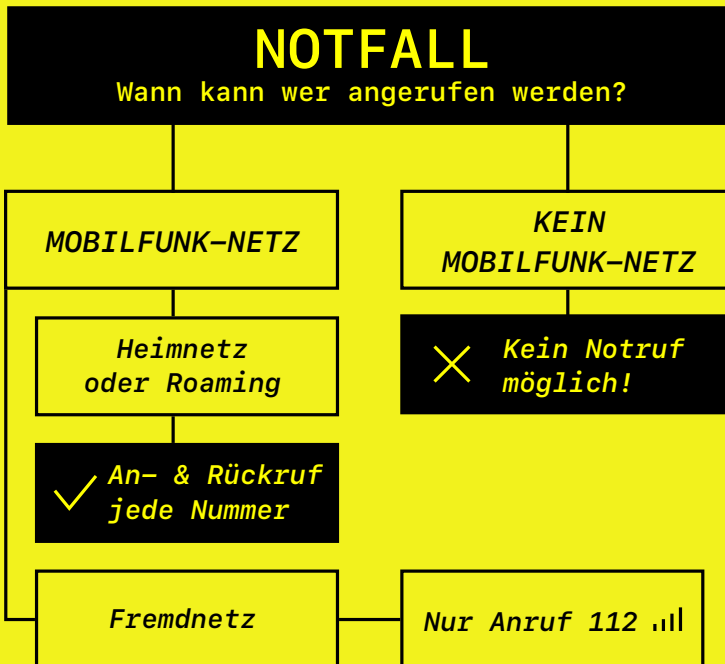 NOTFALL
Wann kann wer angerufen werden?
MOBILFUNK-NETZ
KEIN
MOBILFUNK-NETZ
Heimnetz
oder Roaming
Kein Notruf
möglich!
An- & Rückruf
jede Nummer
Fremdnetz
Nur Anruf 112